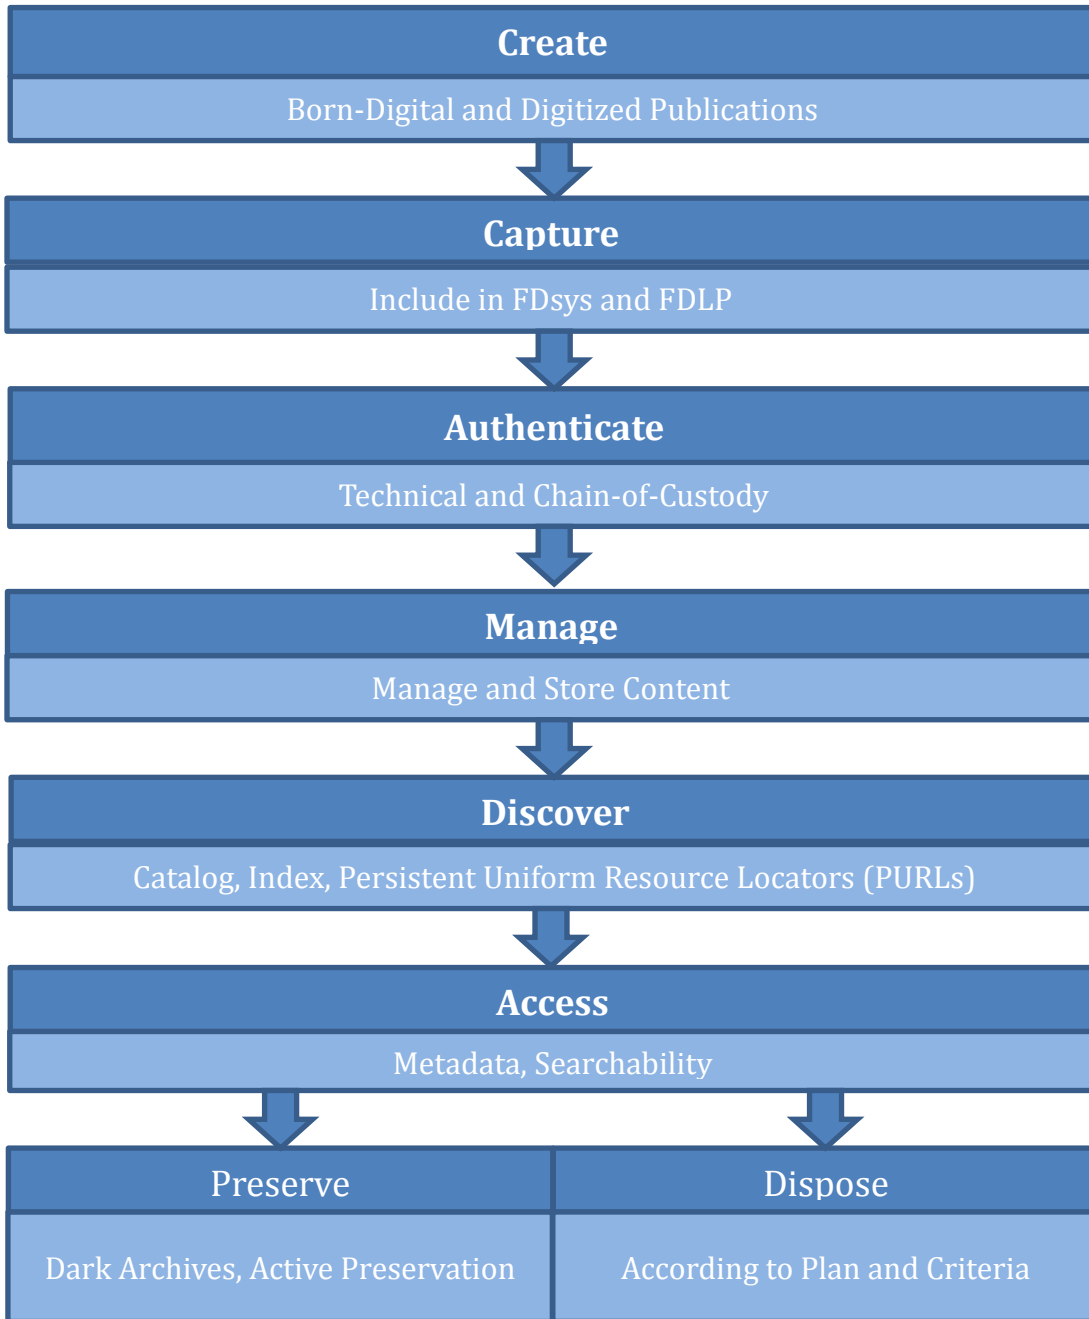 Create
Born-Digital and Digitized Publications
Capture
Include in FDsys and FDLP
Authenticate
Technical and Chain-of-Custody
Manage
Manage and Store Content
Discover
Catalog, Index, Persistent Uniform Resource Locators (PURLs)
Access
Metadata, Searchability
Preserve
Dispose
Dark Archives, Active Preservation
According to Plan and Criteria